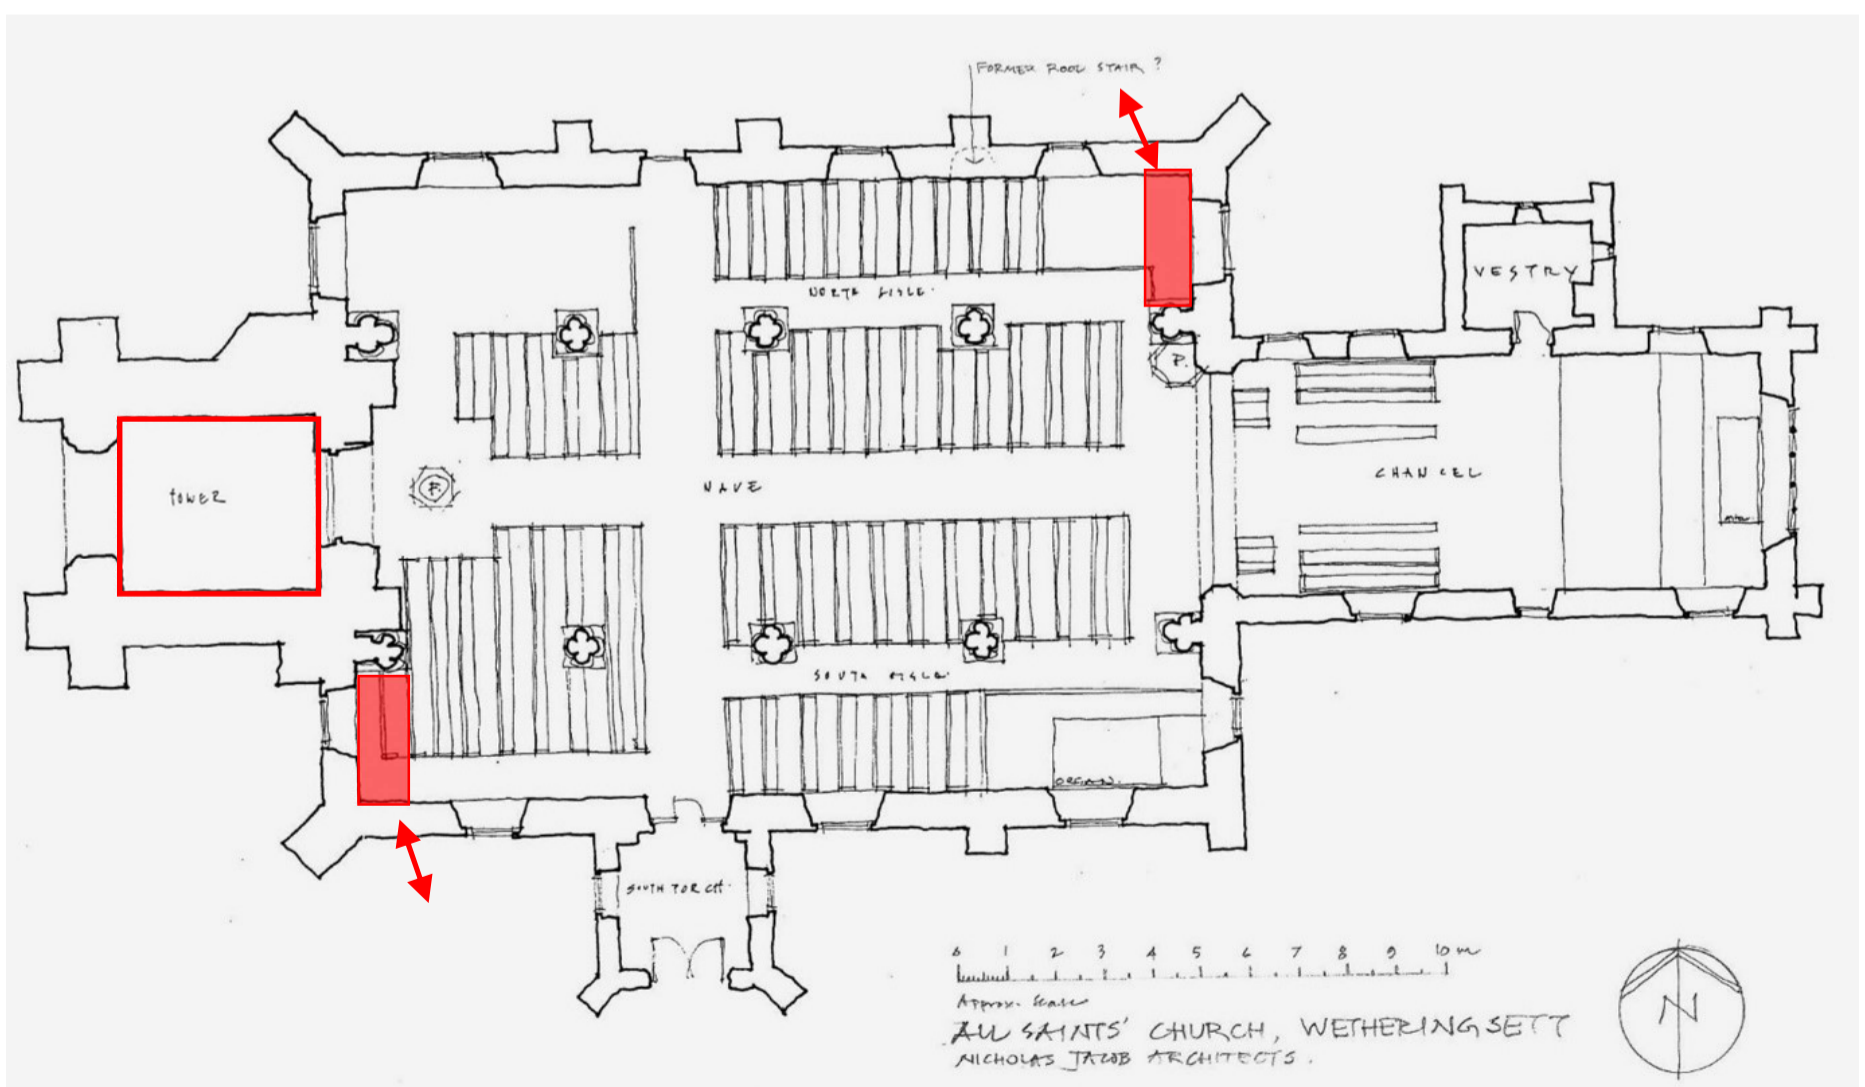 FORMER ROOD STAIR ?
VESTRY
NORTH AISLE.
P.
CHANCEL
TOWER
F.
NAVE
SOUTH AISLE.
ORGAN.
SOUTH PORCH.
0 1 2 3 4 5 6 7 8 9 10 m
Approx. Scale
ALL SAINTS' CHURCH, WETHERINGSETT
NICHOLAS JACOB ARCHITECTS.
N